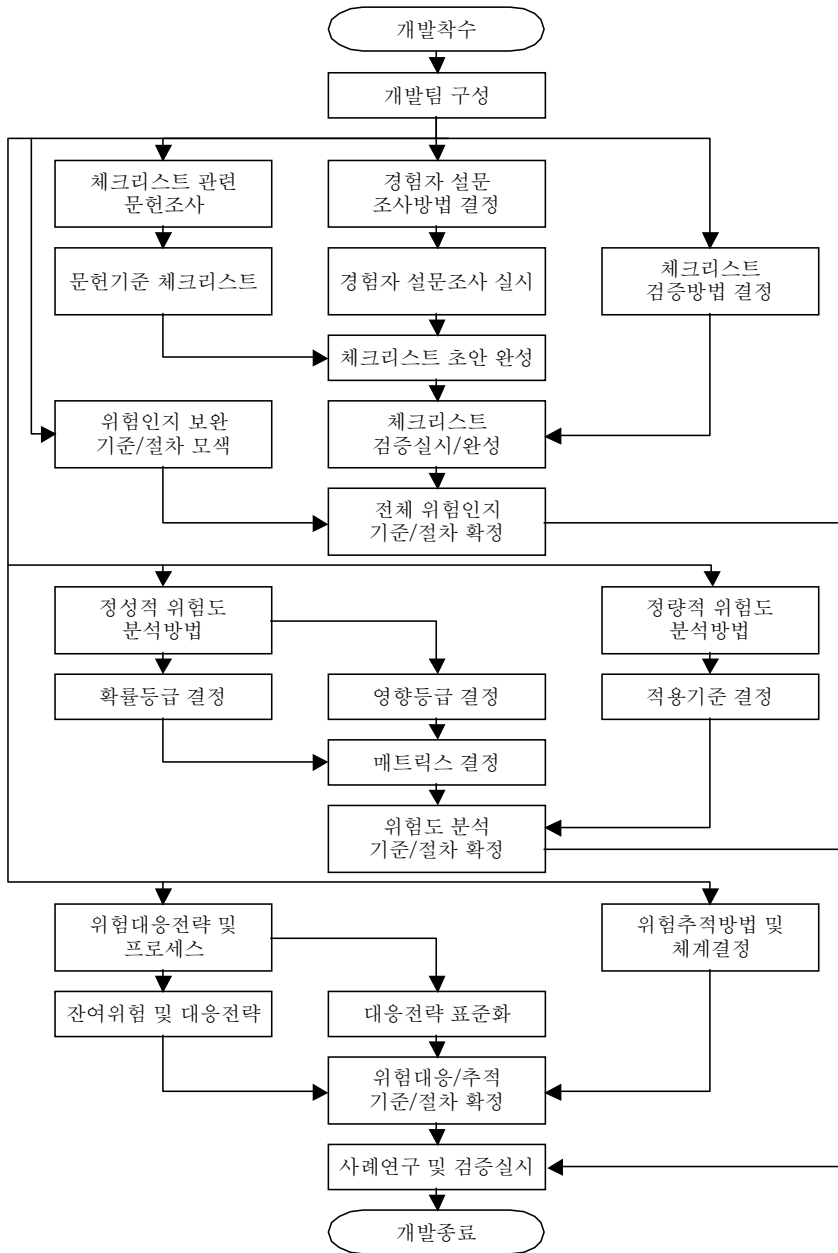 개발착수
개발팀 구성
체크리스트 관련
문헌조사
경험자 설문
조사방법 결정
문헌기준 체크리스트
경험자 설문조사 실시
체크리스트
검증방법 결정
체크리스트 초안 완성
위험인지 보완
기준/절차 모색
체크리스트
검증실시/완성
전체 위험인지
기준/절차 확정
정성적 위험도
분석방법
정량적 위험도
분석방법
확률등급 결정
영향등급 결정
적용기준 결정
매트릭스 결정
위험도 분석
기준/절차 확정
위험대응전략 및
프로세스
위험추적방법 및
체계결정
잔여위험 및 대응전략
대응전략 표준화
위험대응/추적
기준/절차 확정
사례연구 및 검증실시
개발종료